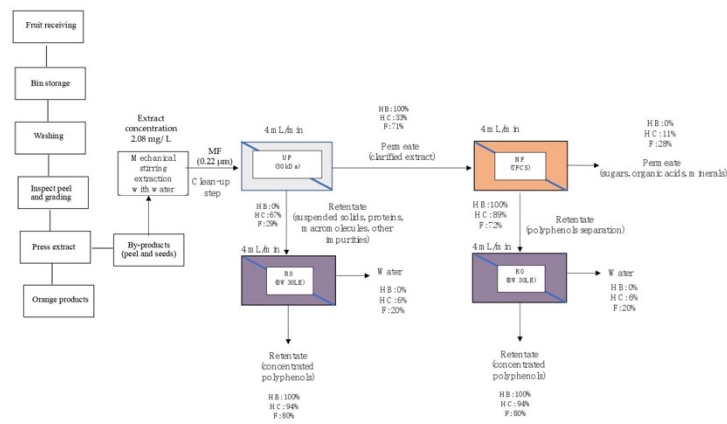 Fruit receiving
Bin storage
Washing
Inspect peel
and grading
Press extract
Orange products
By-products
(peel and seeds)
Extract
concentration
2.08 mg/L
Mechanical
stirring
extraction
with water
MF
(0.22 µm)
Clean-up
step
4 mL/min
UF
(30kDa)
HB:100%
HC:33%
F:71%
Permeate
(clarified extract)
4 mL/min
NF
(TFCS)
HB:0%
HC:11%
F:28%
Permeate
(sugars, organic acids, minerals)
HB:0%
HC:67%
F:29%
Retentate
(suspended solids, proteins,
macromolecules, other
impurities)
HB:100%
HC:89%
F:72%
Retentate
(polyphenols separation)
4 mL/min
RO
(BW30LE)
Water
HB:0%
HC:6%
F:20%
4 mL/min
RO
(BW30LE)
Water
HB:0%
HC:6%
F:20%
Retentate
(concentrated
polyphenols)
HB:100%
HC:94%
F:80%
Retentate
(concentrated
polyphenols)
HB:100%
HC:94%
F:80%